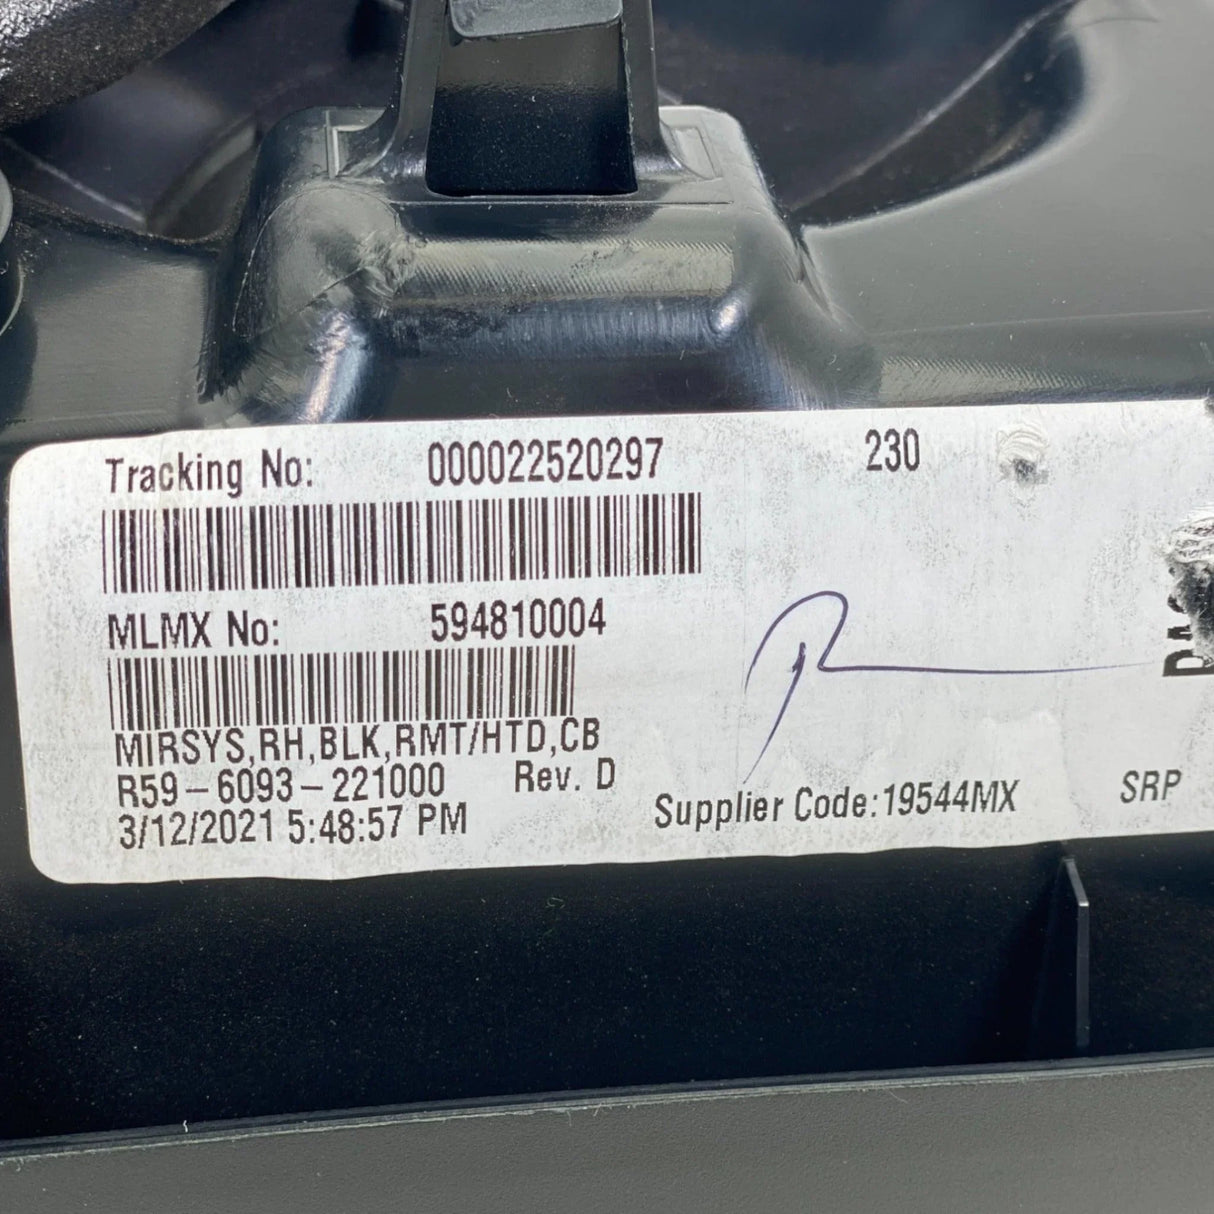 Tracking No: 000022520297 230
MLMX No: 594810004
MIRSYS,RH,BLK,RMT/HTD,CB
R59-6093-221000 Rev. D
3/12/2021 5:48:57 PM
Supplier Code:19544MX SRP